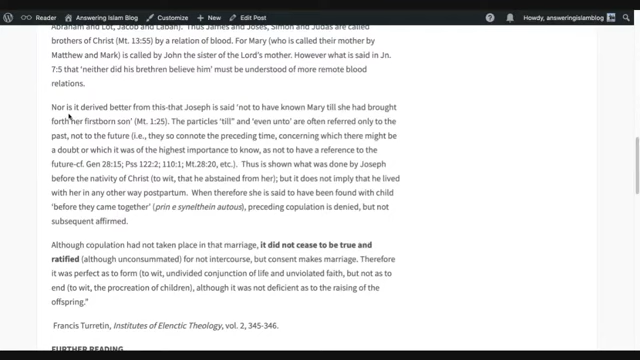 Reader
Answering Islam Blog
Customize
New
Edit Post
Howdy, answeringislamblog
Abraham and Lot, Jacob and Laban). Thus James and Joses, Simon and Judas are called
brothers of Christ (Mt. 13:55) by a relation of blood. For Mary (who is called their mother by
Matthew and Mark) is called by John the sister of the Lord's mother. However what is said in Jn.
7:5 that 'neither did his brethren believe him' must be understood of more remote blood
relations.
Nor is it derived better from this-that Joseph is said 'not to have known Mary till she had brought
forth her firstborn son' (Mt. 1:25). The particles 'till" and 'even unto' are often referred only to the
past, not to the future (i.e., they so connote the preceding time, concerning which there might be
a doubt or which it was of the highest importance to know, as not to have a reference to the
future-cf. Gen 28:15; Pss 122:2; 110:1; Mt.28:20, etc.). Thus is shown what was done by Joseph
before the nativity of Christ (to wit, that he abstained from her); but it does not imply that he lived
with her in any other way postpartum. When therefore she is said to have been found with child
'before they came together' (prin e synelthein autous), preceding copulation is denied, but not
subsequent affirmed.
Although copulation had not taken place in that marriage, it did not cease to be true and
ratified (although unconsummated) for not intercourse, but consent makes marriage. Therefore
it was perfect as to form (to wit, undivided conjunction of life and unviolated faith, but not as to
end (to wit, the procreation of children), although it was not deficient as to the raising of the
offspring."
Francis Turretin, Institutes of Elenctic Theology, vol. 2, 345-346.
FURTHER READING